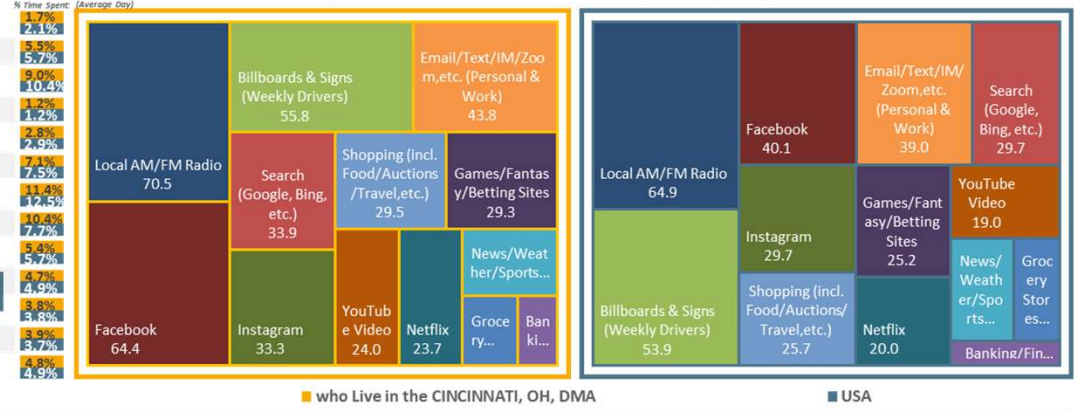 % Time Spent: (Average Day)
1.7%
2.1%
5.5%
5.7%
9.0%
10.4%
1.2%
1.2%
2.8%
2.9%
7.1%
7.5%
11.4%
12.5%
10.4%
7.7%
5.4%
5.7%
4.7%
4.9%
3.8%
3.8%
3.9%
3.7%
4.8%
4.9%
Local AM/FM Radio
70.5
Facebook
64.4
Billboards & Signs
(Weekly Drivers)
55.8
Email/Text/IM/Zoo
m,etc. (Personal &
Work)
43.8
Search
(Google, Bing,
etc.)
33.9
Instagram
33.3
Shopping (incl.
Food/Auctions
/Travel,etc.)
29.5
Games/Fantas
y/Betting Sites
29.3
YouTub
e Video
24.0
Netflix
23.7
News/Weat
her/Sports...
Groce
ry...
Ban
ki...
Local AM/FM Radio
64.9
Billboards & Signs
(Weekly Drivers)
53.9
Facebook
40.1
Email/Text/IM/
Zoom,etc.
(Personal &
Work)
39.0
Search
(Google,
Bing, etc.)
29.7
Instagram
29.7
Shopping (incl.
Food/Auctions/
Travel,etc.)
25.7
Games/Fant
asy/Betting
Sites
25.2
Netflix
20.0
YouTube
Video
19.0
News/
Weath
er/Spo
rts...
Groc
ery
Stor
es...
Banking/Fin...
who Live in the CINCINNATI, OH, DMA
USA